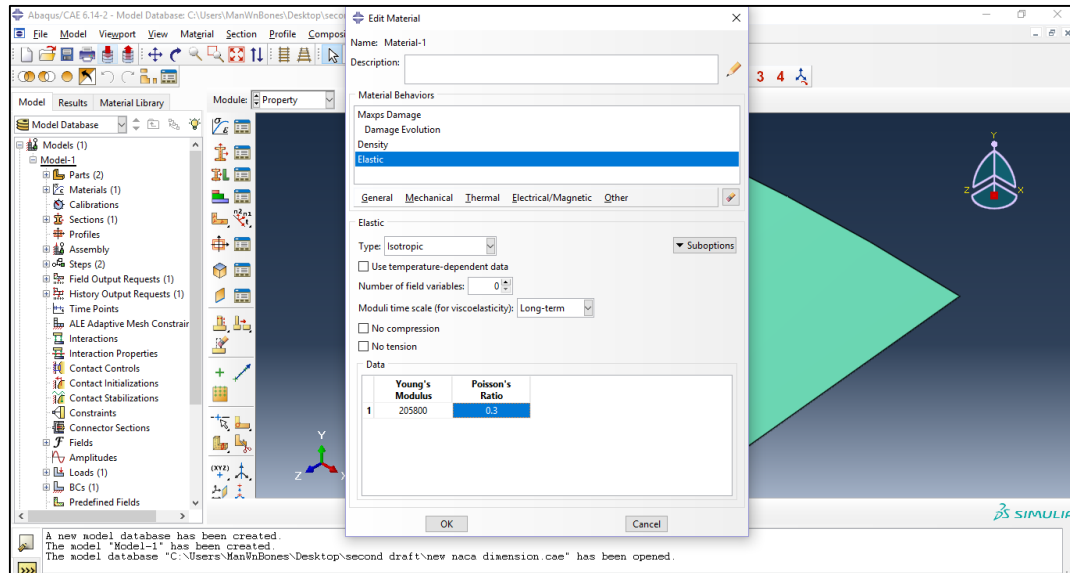 Abaqus/CAE 6.14-2 - Model Database: C:\Users\ManWnBones\Desktop\seco
Edit Material
File Model Viewport View Material Section Profile Composi
Name: Material-1
Description:
3 4
Model Results Material Library
Module: Property
Model Database
Models (1)
Model-1
Parts (2)
Materials (1)
Calibrations
Sections (1)
Profiles
Assembly
Steps (2)
Field Output Requests (1)
History Output Requests (1)
Time Points
ALE Adaptive Mesh Constrair
Interactions
Interaction Properties
Contact Controls
Contact Initializations
Contact Stabilizations
Constraints
Connector Sections
Fields
Amplitudes
Loads (1)
BCs (1)
Predefined Fields
(XYZ)
Material Behaviors
Maxps Damage
Damage Evolution
Density
Elastic
General Mechanical Thermal Electrical/Magnetic Other
Elastic
Type: Isotropic
Suboptions
Use temperature-dependent data
Number of field variables: 0
Moduli time scale (for viscoelasticity): Long-term
No compression
No tension
Data
Young's Modulus
Poisson's Ratio
1 205800 0.3
OK Cancel
Y
Z
Y
Z X
SIMULIA
A new model database has been created.
The model "Model-1" has been created.
The model database "C:\Users\ManWnBones\Desktop\second draft\new naca dimension.cae" has been opened.
>>>